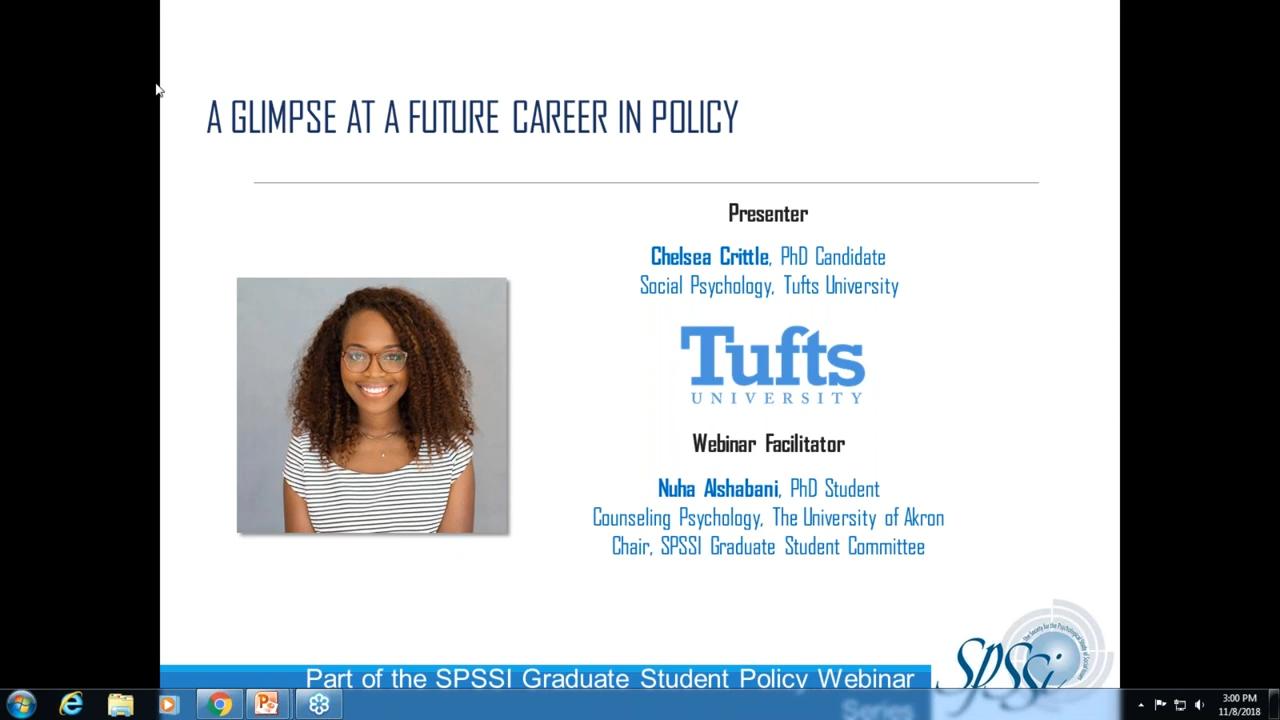 A GLIMPSE AT A FUTURE CAREER IN POLICY
Presenter
Chelsea Crittle, PhD Candidate
Social Psychology, Tufts University
Tufts
UNIVERSITY
Webinar Facilitator
Nuha Alshabani, PhD Student
Counseling Psychology, The University of Akron
Chair, SPSSI Graduate Student Committee
Part of the SPSSI Graduate Student Policy Webinar
Series
SPSSi
3:00 PM
11/8/2018